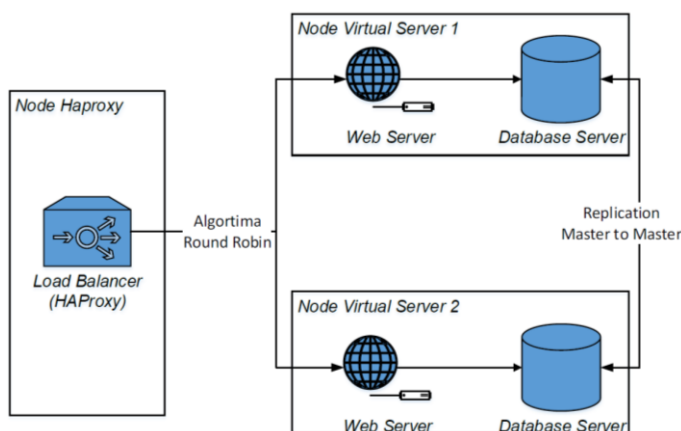 Node Virtual Server 1
Web Server
Database Server
Node Haproxy
Load Balancer
(HAProxy)
Algortima
Round Robin
Replication
Master to Master
Node Virtual Server 2
Web Server
Database Server